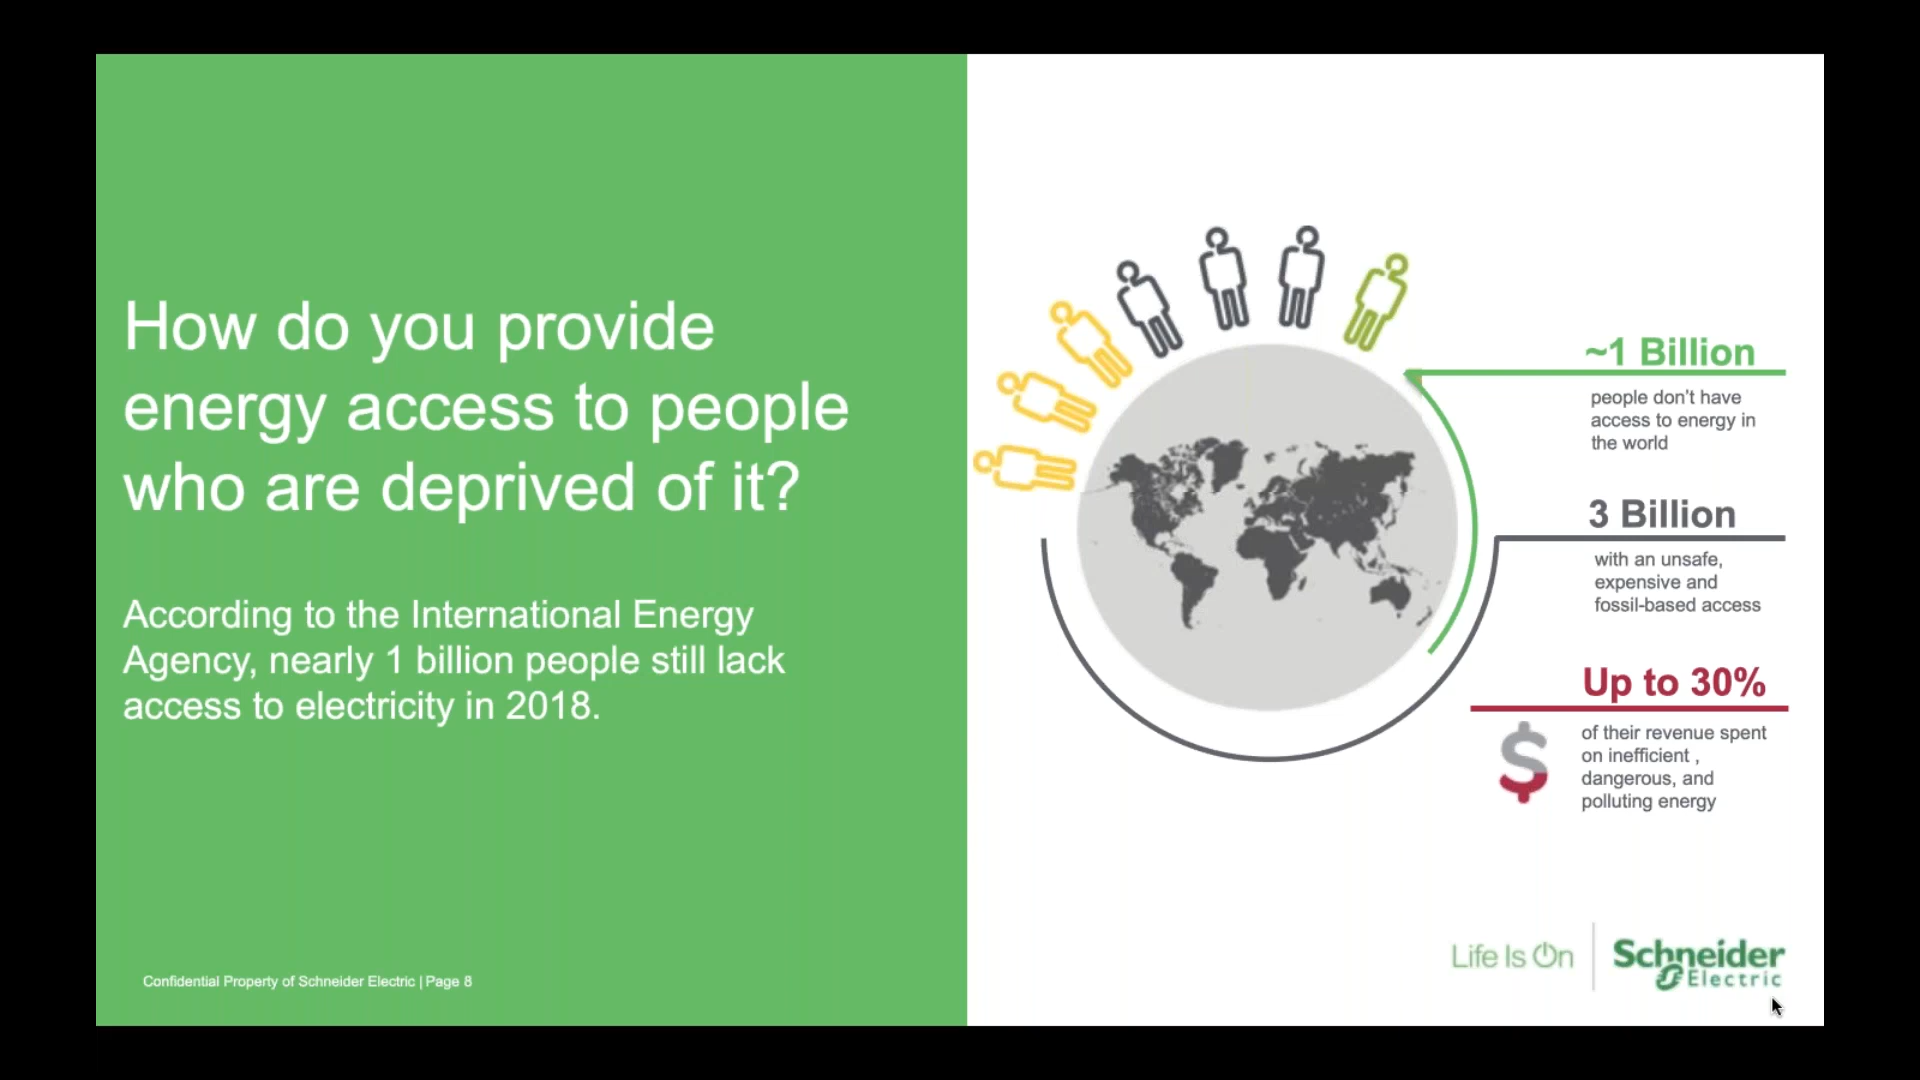 How do you provide
energy access to people
who are deprived of it?
According to the International Energy
Agency, nearly 1 billion people still lack
access to electricity in 2018.
Confidential Property of Schneider Electric | Page 8
~1 Billion
people don't have
access to energy in
the world
3 Billion
with an unsafe,
expensive and
fossil-based access
Up to 30%
$
of their revenue spent
on inefficient ,
dangerous, and
polluting energy
Life Is On
Schneider
Electric